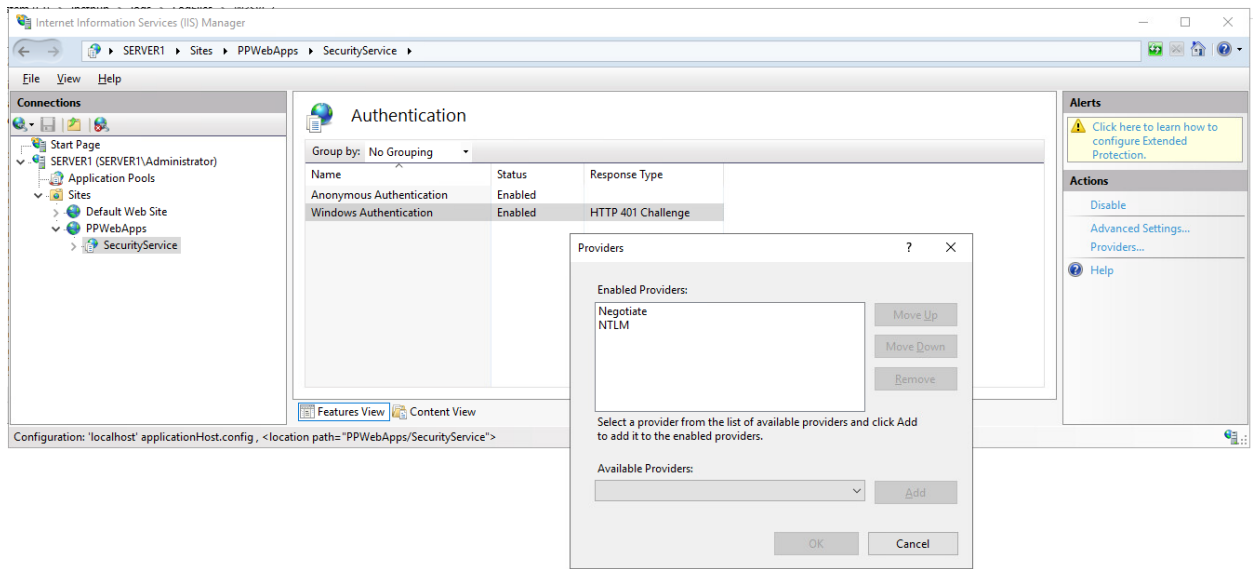 Internet Information Services (IIS) Manager
SERVER1 Sites PPWebApps SecurityService
File View Help
Connections
Start Page
SERVER1 (SERVER1\Administrator)
Application Pools
Sites
Default Web Site
PPWebApps
SecurityService
Authentication
Group by: No Grouping
Name Status Response Type
Anonymous Authentication Enabled
Windows Authentication Enabled HTTP 401 Challenge
Features View Content View
Alerts
Click here to learn how to
configure Extended
Protection.
Actions
Disable
Advanced Settings...
Providers...
Help
Configuration: 'localhost' applicationHost.config , <location path="PPWebApps/SecurityService">
Providers ?
Enabled Providers:
Negotiate
NTLM
Move Up
Move Down
Remove
Select a provider from the list of available providers and click Add
to add it to the enabled providers.
Available Providers:
Add
OK Cancel